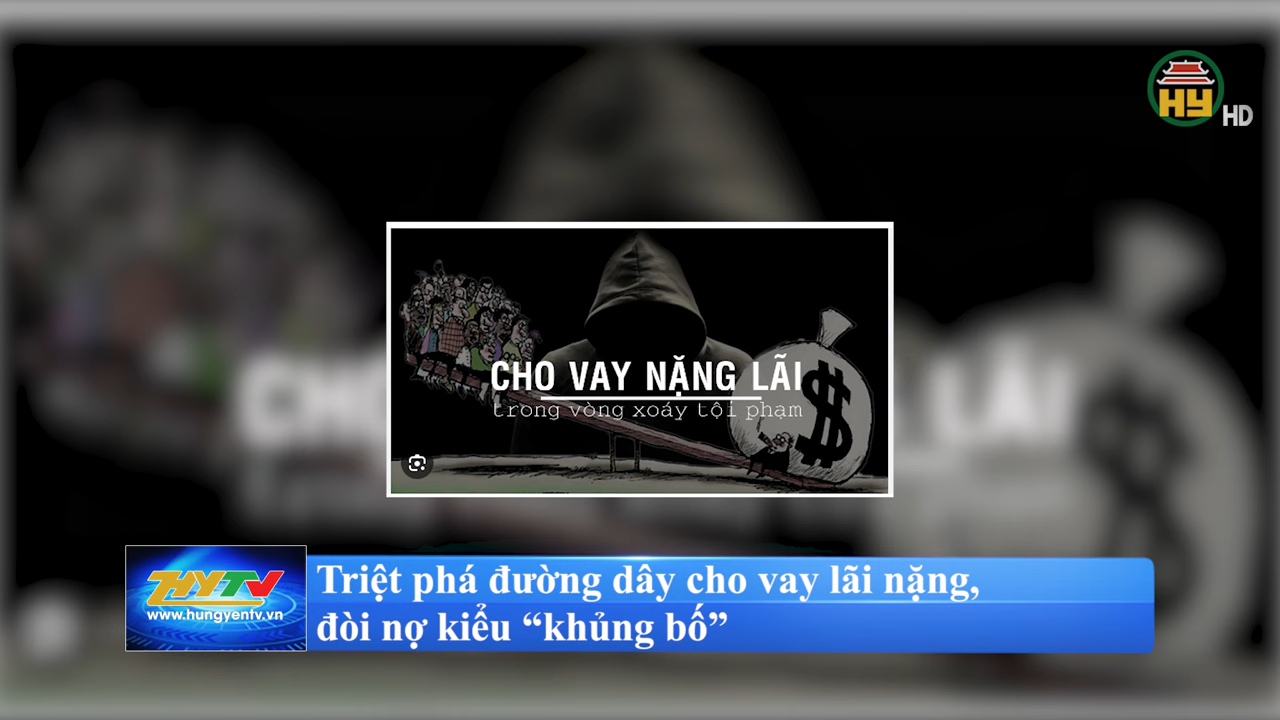 HY
HD
CHO VAY NẶNG LÃI
trong vòng xoáy tội phạm
$
HYTV
www.hungyentv.vn
Triệt phá đường dây cho vay lãi nặng,
đòi nợ kiểu “khủng bố”